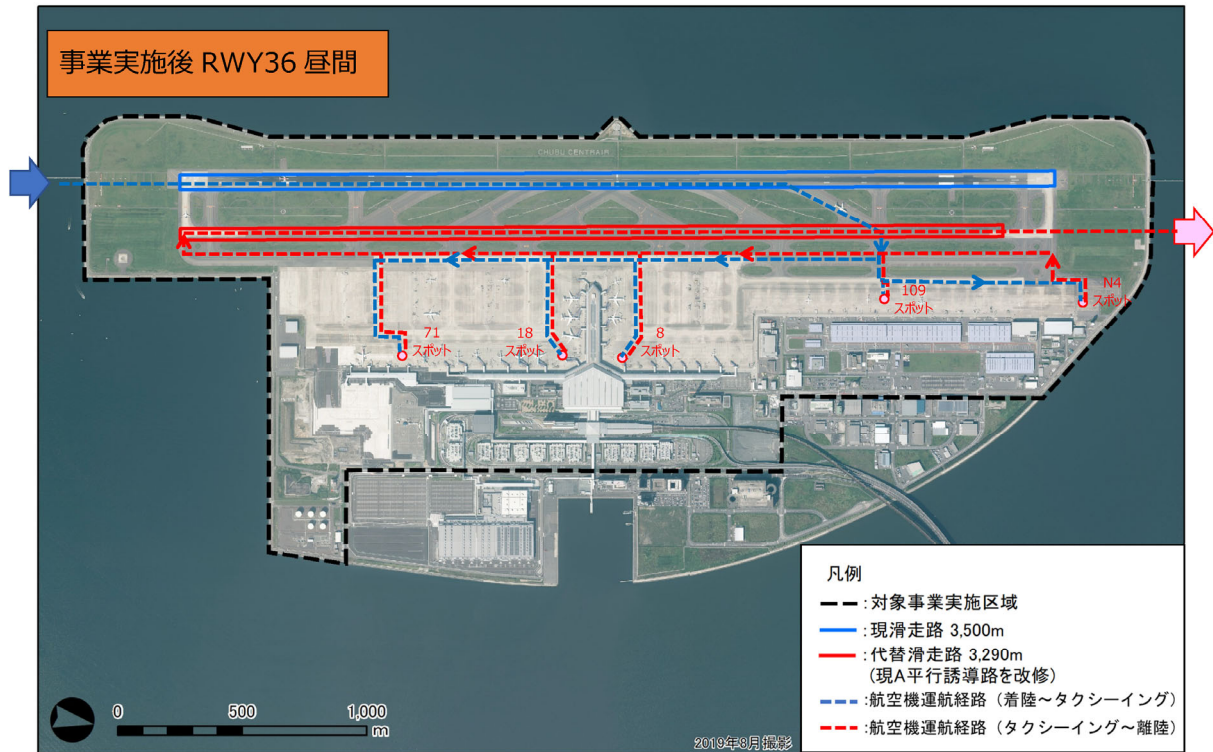 事業実施後 RWY36 昼間
CHUBU CENTRAIR
109
スポット
N4
スポット
71
スポット
18
スポット
8
スポット
凡例
:対象事業実施区域
:現滑走路 3,500m
:代替滑走路 3,290m
(現A平行誘導路を改修)
:航空機運航経路（着陸～タクシーイング）
:航空機運航経路（タクシーイング～離陸）
0 500 1,000
m
2019年8月撮影